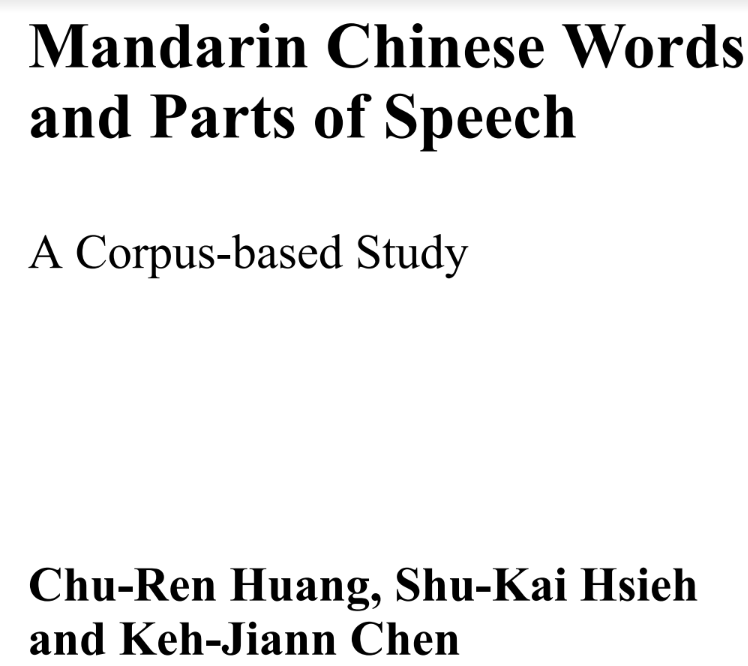 Mandarin Chinese Words
and Parts of Speech
A Corpus-based Study
Chu-Ren Huang, Shu-Kai Hsieh
and Keh-Jiann Chen